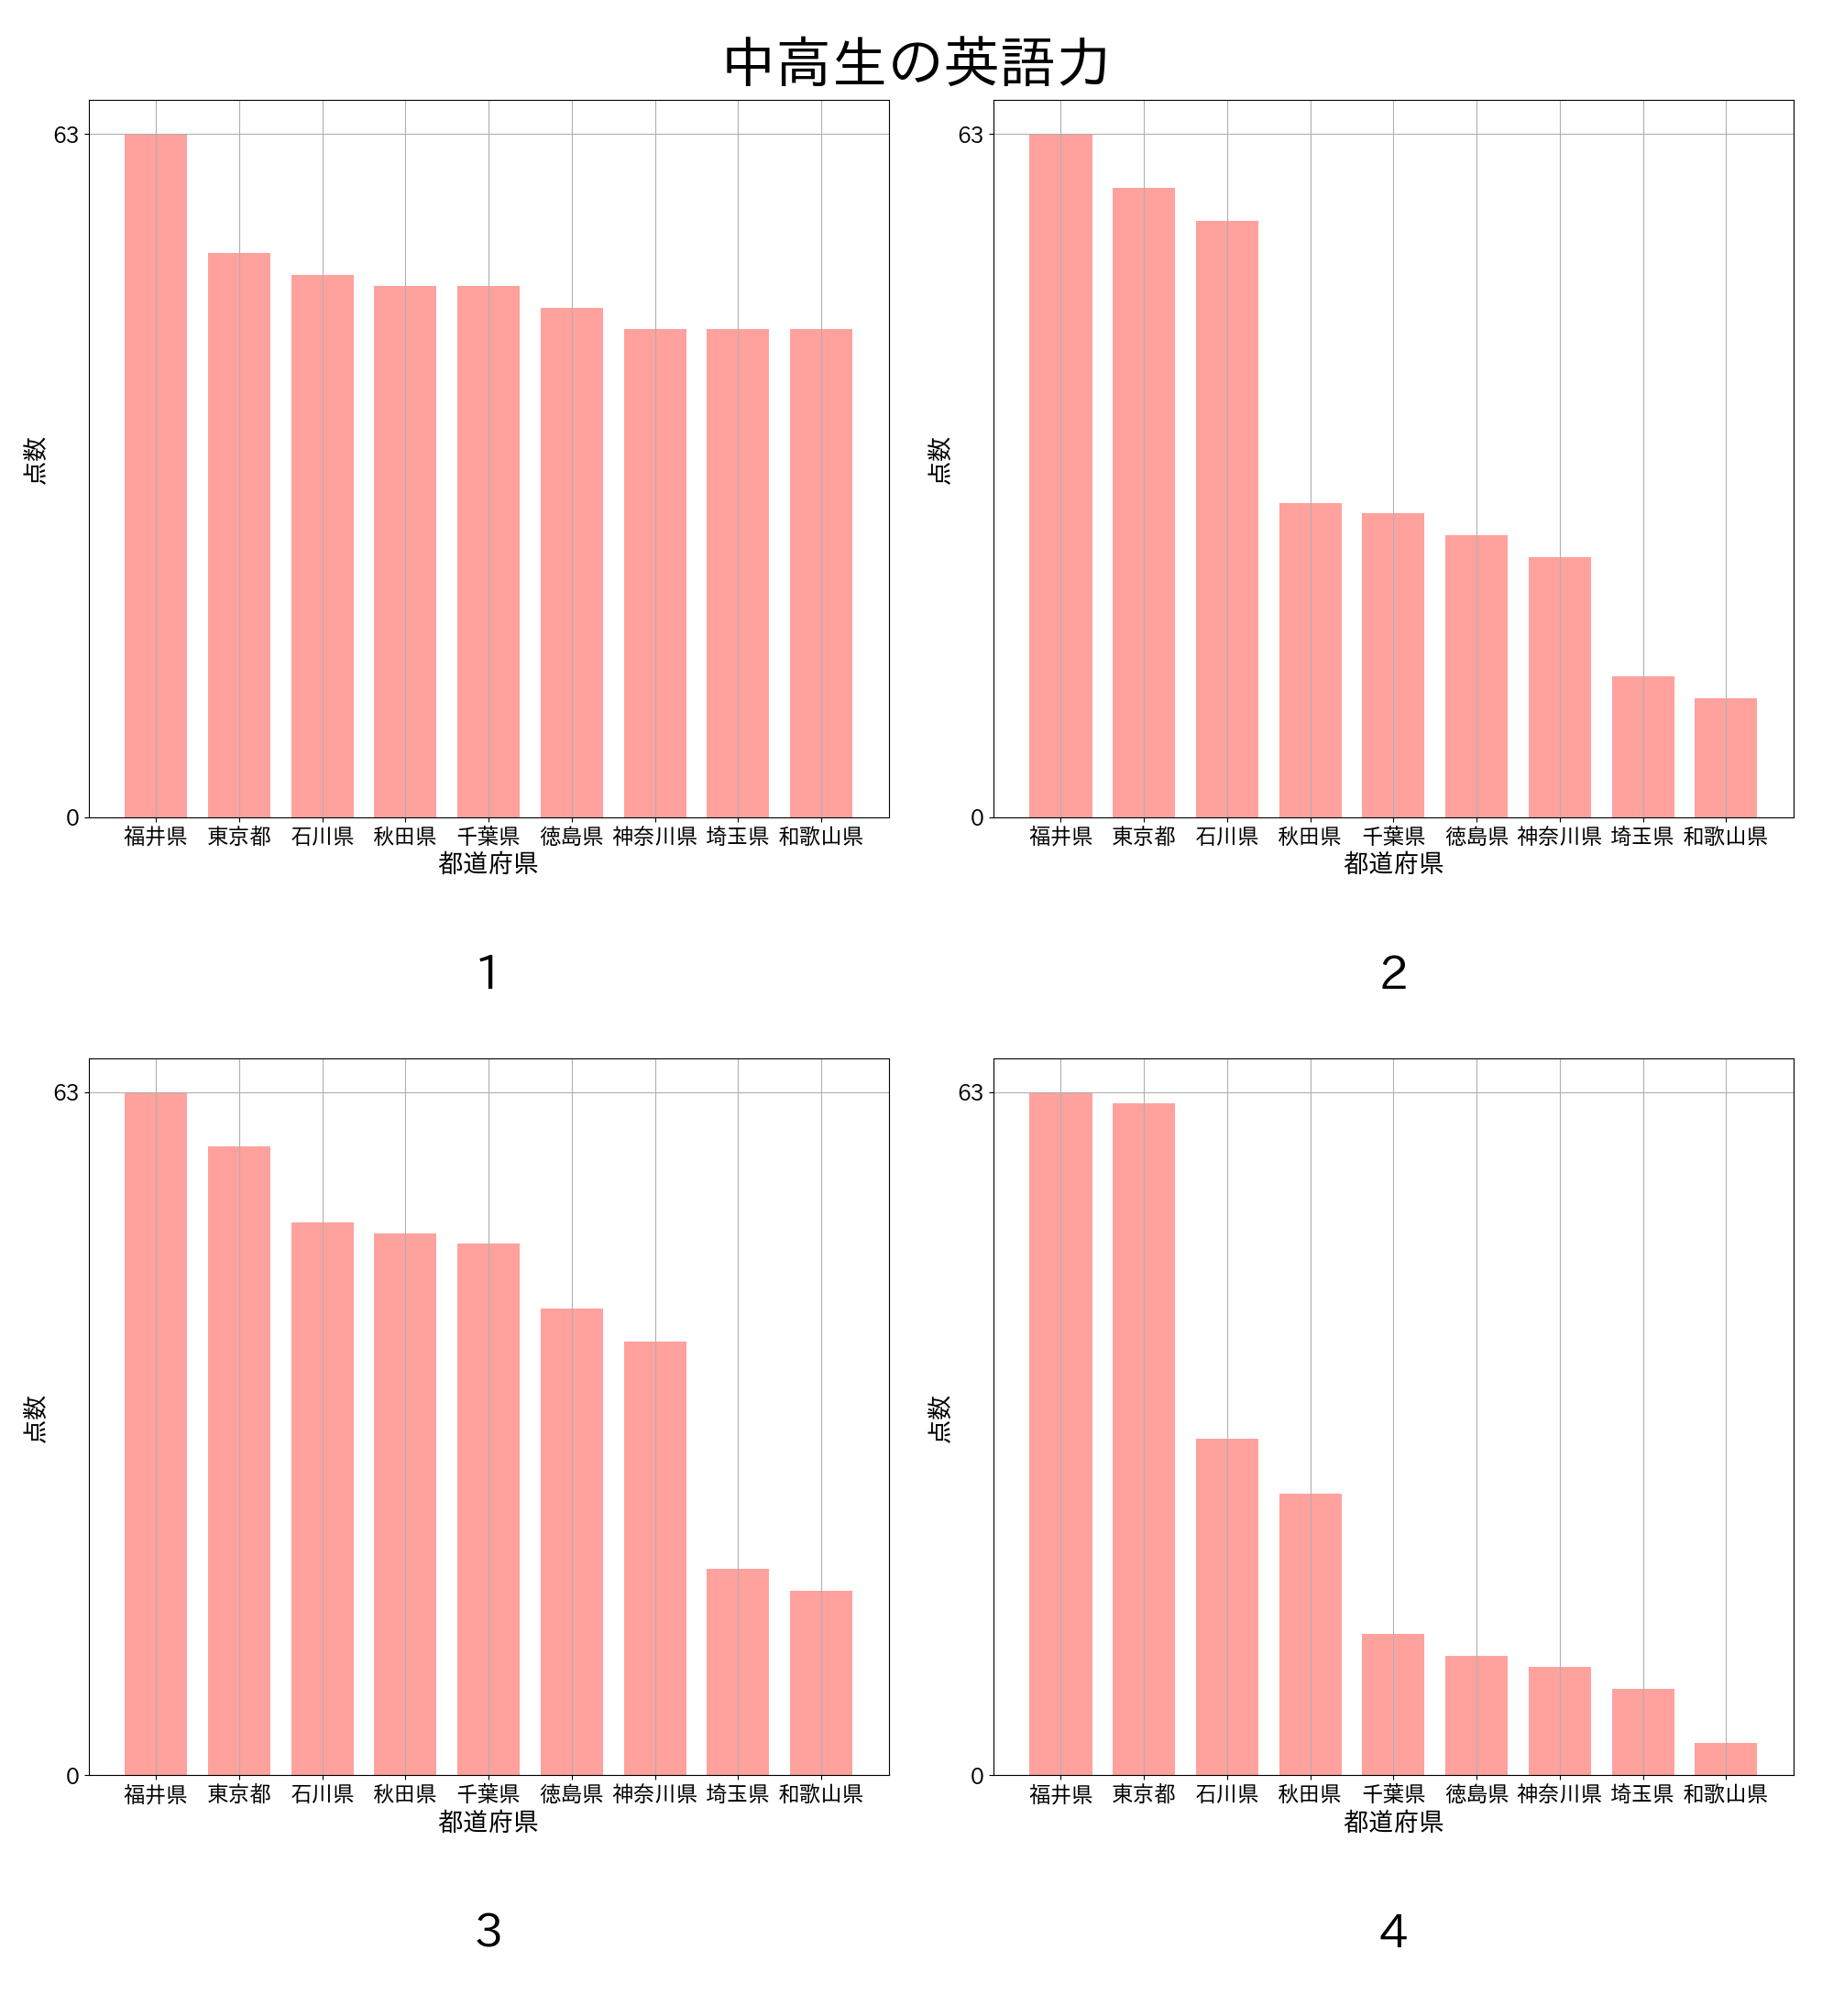 中高生の英語力
63
0
点数
福井県 東京都 石川県 秋田県 千葉県 徳島県 神奈川県 埼玉県 和歌山県
都道府県
1
63
0
点数
福井県 東京都 石川県 秋田県 千葉県 徳島県 神奈川県 埼玉県 和歌山県
都道府県
2
63
0
点数
福井県 東京都 石川県 秋田県 千葉県 徳島県 神奈川県 埼玉県 和歌山県
都道府県
3
63
0
点数
福井県 東京都 石川県 秋田県 千葉県 徳島県 神奈川県 埼玉県 和歌山県
都道府県
4